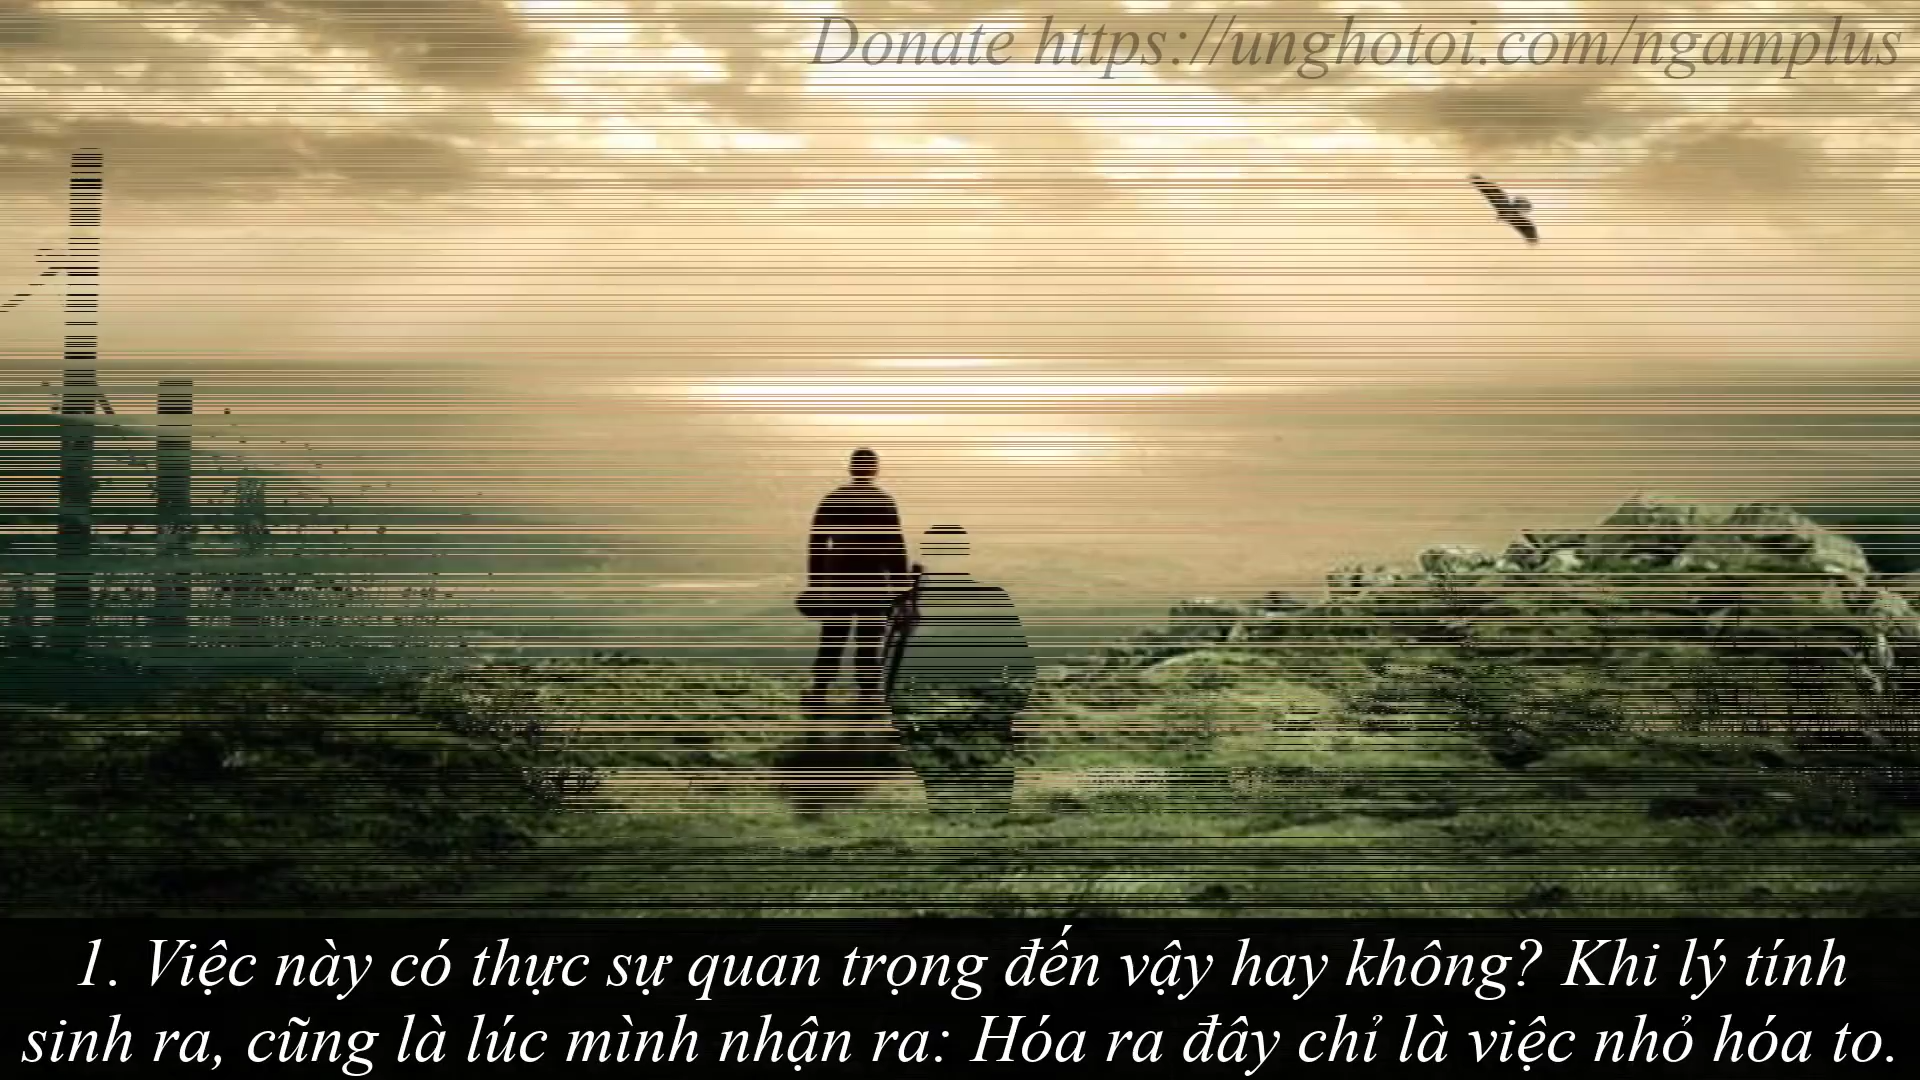 Donate https://unghotoi.com/ngamplus
1. Việc này có thực sự quan trọng đến vậy hay không? Khi lý tính
sinh ra, cũng là lúc mình nhận ra: Hóa ra đây chỉ là việc nhỏ hóa to.